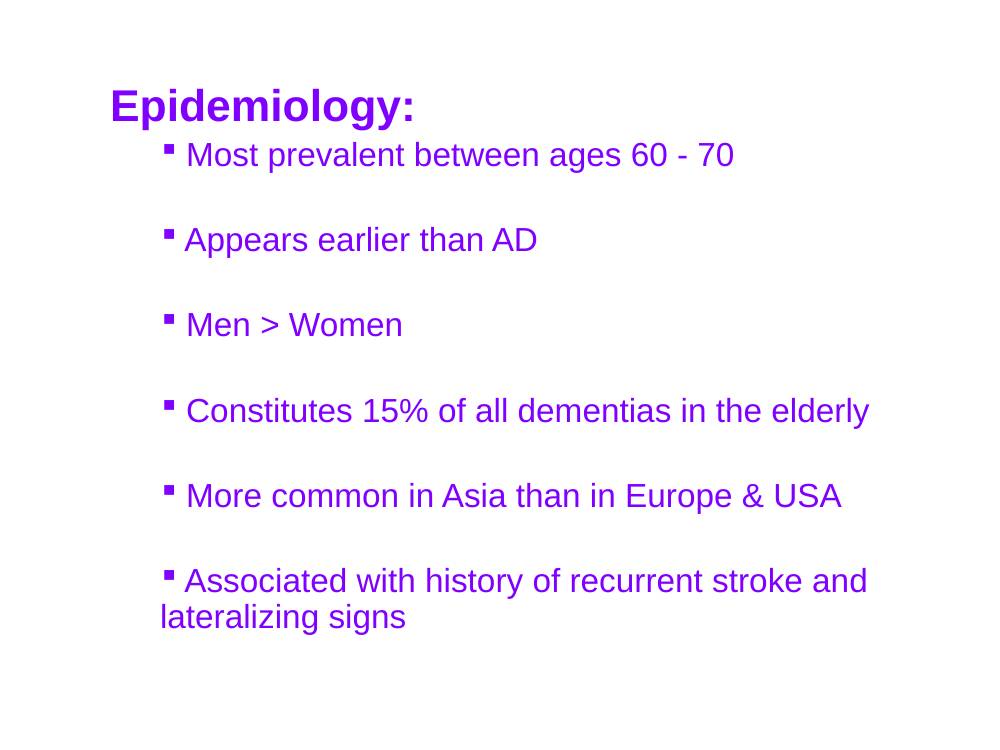 Epidemiology:
▪ Most prevalent between ages 60 - 70
▪ Appears earlier than AD
▪ Men > Women
▪ Constitutes 15% of all dementias in the elderly
▪ More common in Asia than in Europe & USA
▪ Associated with history of recurrent stroke and
lateralizing signs